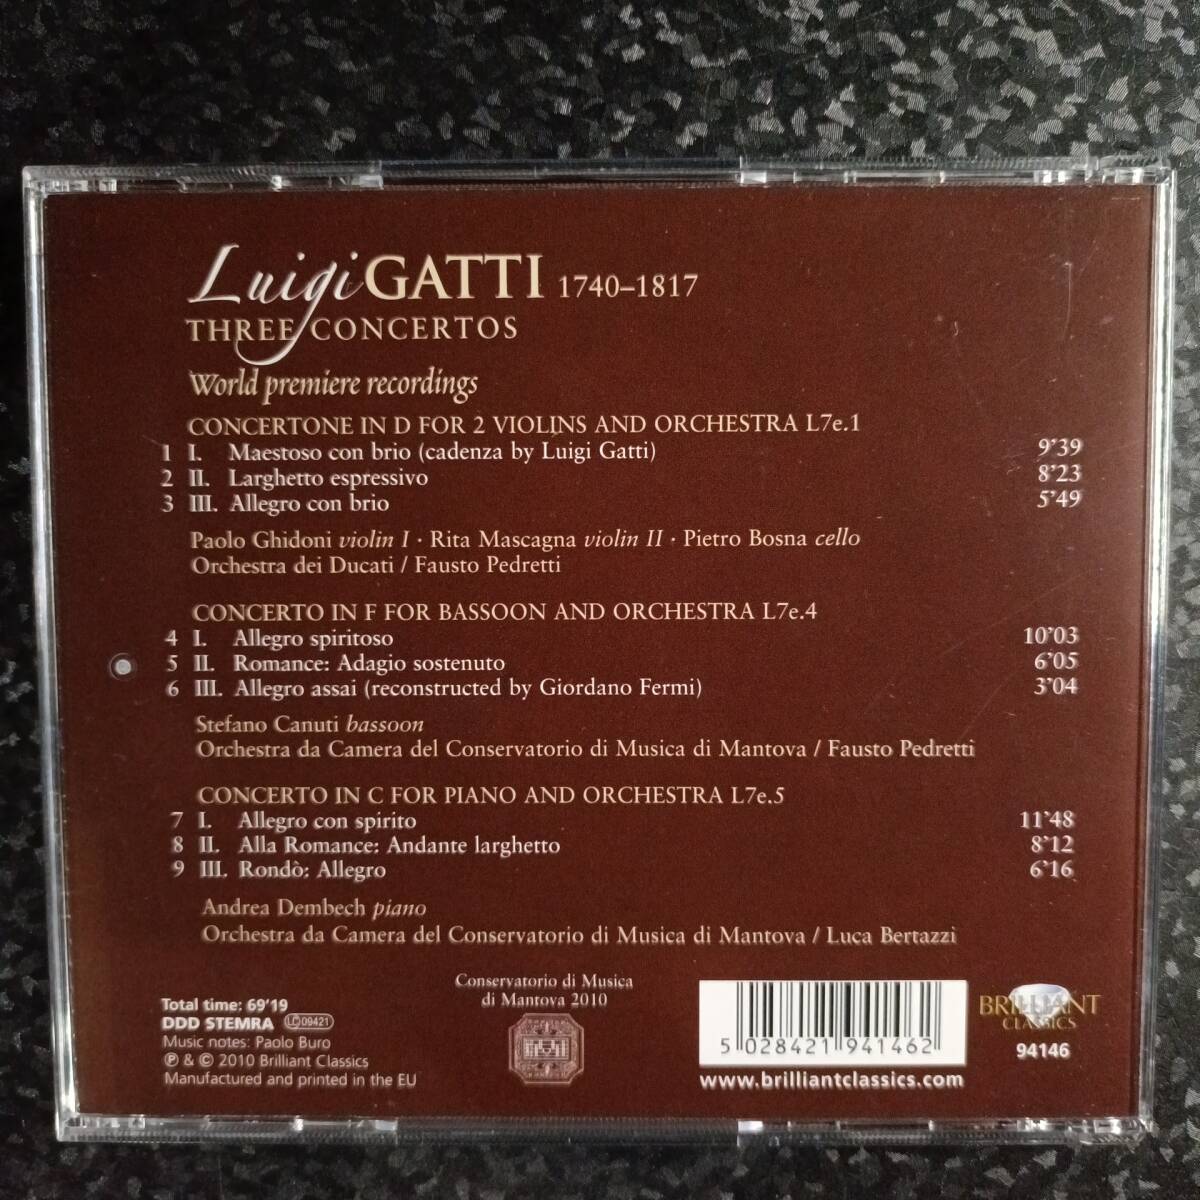 Luigi GATTI 1740–1817
THREE CONCERTOS
World premiere recordings
CONCERTONE IN D FOR 2 VIOLINS AND ORCHESTRA L7e.1
1 I. Maestoso con brio (cadenza by Luigi Gatti) 9'39
2 II. Larghetto espressivo 8'23
3 III. Allegro con brio 5'49
Paolo Ghidoni violin I · Rita Mascagna violin II · Pietro Bosna cello
Orchestra dei Ducati / Fausto Pedretti
CONCERTO IN F FOR BASSOON AND ORCHESTRA L7e.4
4 I. Allegro spiritoso 10'03
5 II. Romance: Adagio sostenuto 6'05
6 III. Allegro assai (reconstructed by Giordano Fermi) 3'04
Stefano Canuti bassoon
Orchestra da Camera del Conservatorio di Musica di Mantova / Fausto Pedretti
CONCERTO IN C FOR PIANO AND ORCHESTRA L7e.5
7 I. Allegro con spirito 11'48
8 II. Alla Romance: Andante larghetto 8'12
9 III. Rondò: Allegro 6'16
Andrea Dembech piano
Orchestra da Camera del Conservatorio di Musica di Mantova / Luca Bertazzi
Total time: 69'19
DDD STEMRA LC 09421
Music notes: Paolo Buro
℗ & © 2010 Brilliant Classics
Manufactured and printed in the EU
Conservatorio di Musica
di Mantova 2010
5 028421 941462
www.brilliantclassics.com
BRILLIANT
CLASSICS
94146